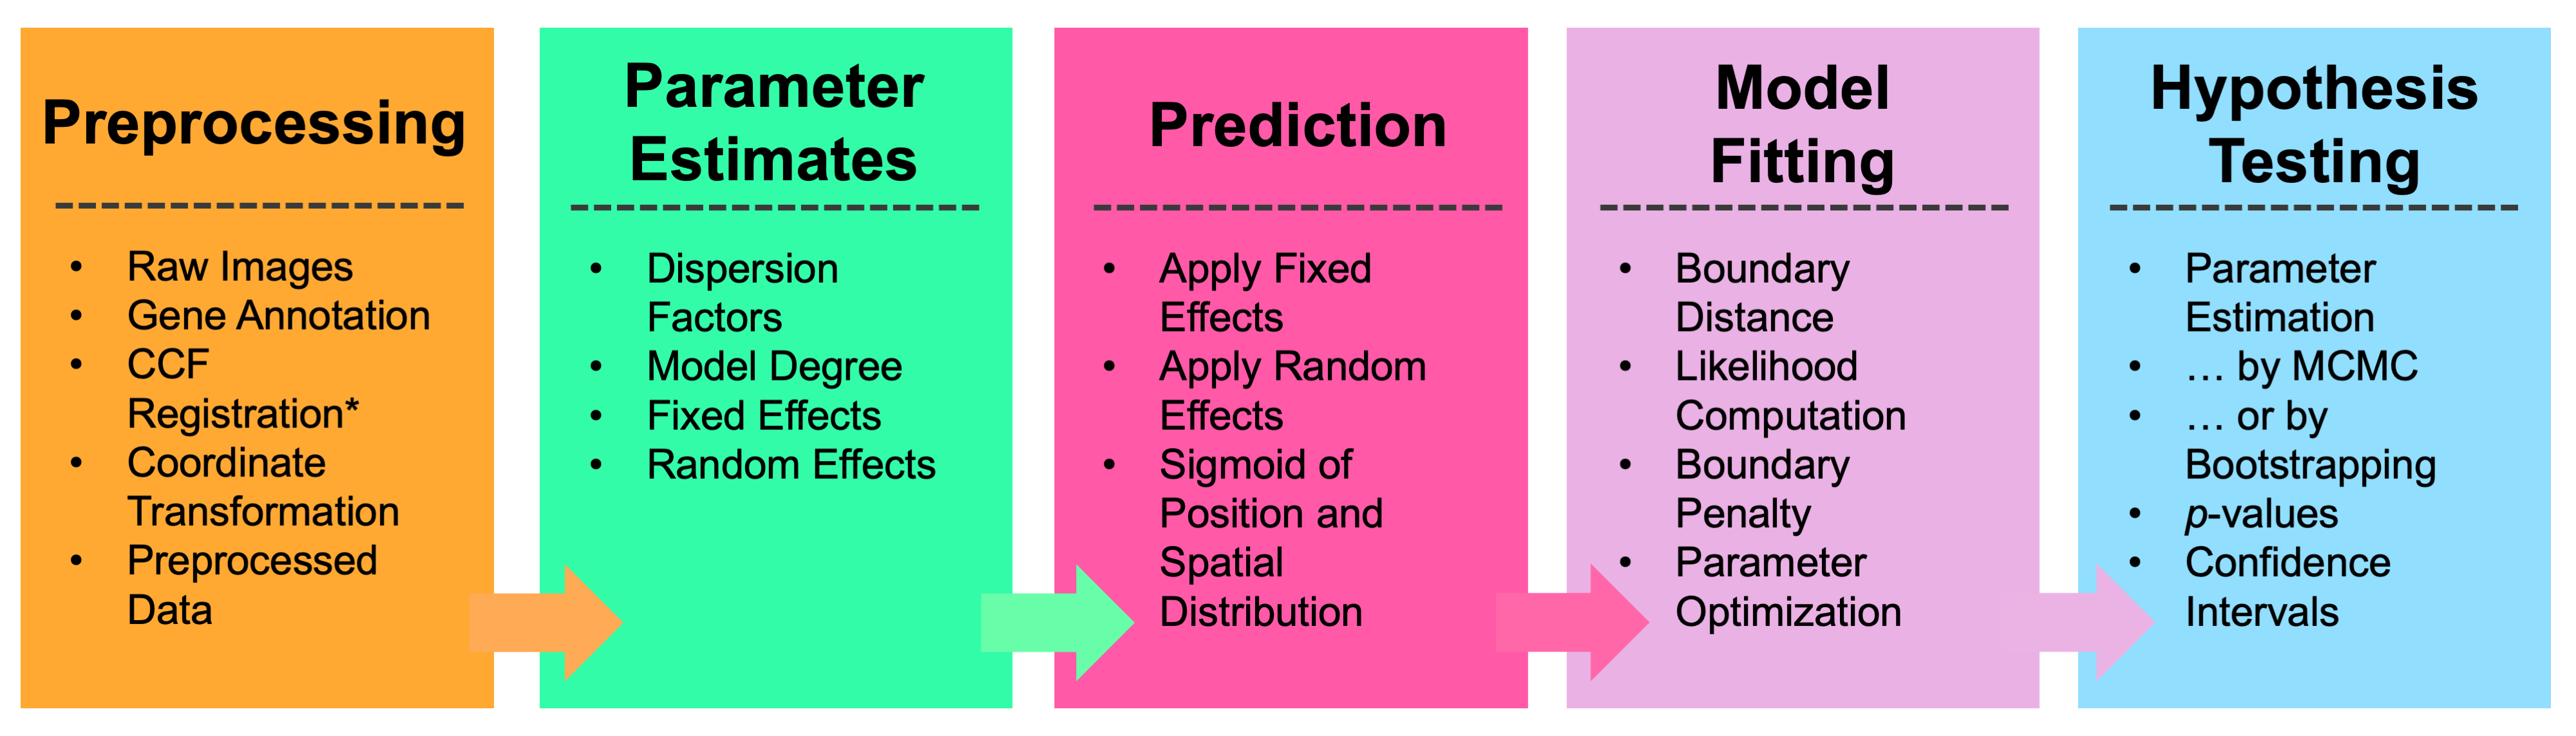 Preprocessing
• Raw Images
• Gene Annotation
• CCF
Registration*
• Coordinate
Transformation
• Preprocessed
Data
Parameter
Estimates
• Dispersion
Factors
• Model Degree
• Fixed Effects
• Random Effects
Prediction
• Apply Fixed
Effects
• Apply Random
Effects
• Sigmoid of
Position and
Spatial
Distribution
Model
Fitting
• Boundary
Distance
• Likelihood
Computation
• Boundary
Penalty
• Parameter
Optimization
Hypothesis
Testing
• Parameter
Estimation
• … by MCMC
• … or by
Bootstrapping
• p-values
• Confidence
Intervals